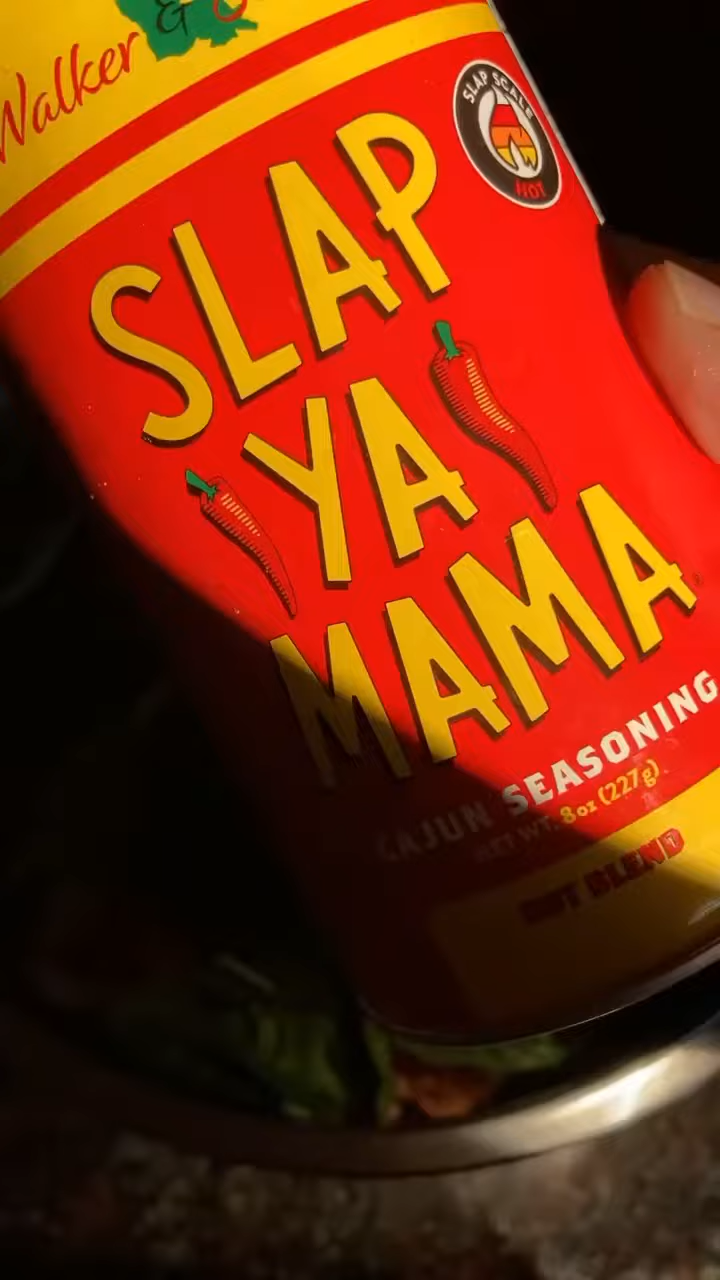 Walker &
SLAP SCALE
HOT
SLAP
YA
MAMA
CAJUN SEASONING
NET WT. 8oz (227g)
HOT BLEND